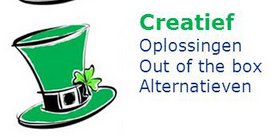 Creatief
Oplossingen
Out of the box
Alternatieven